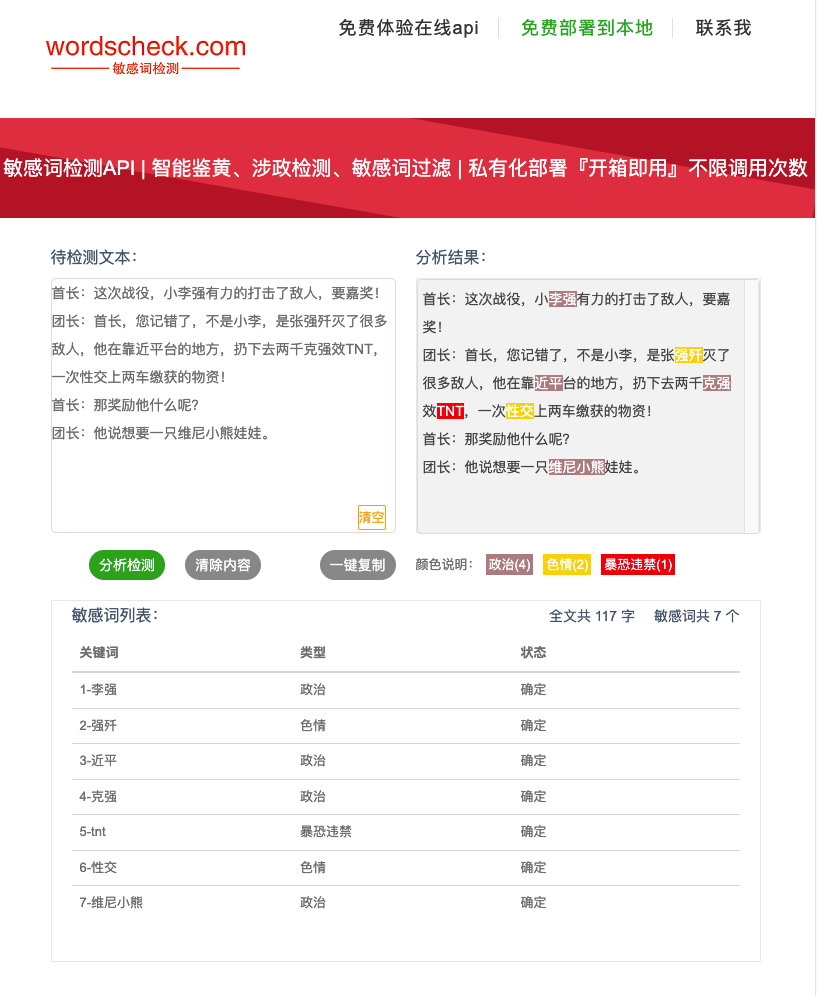 wordscheck.com
敏感词检测
免费体验在线api
免费部署到本地
联系我
敏感词检测API | 智能鉴黄、涉政检测、敏感词过滤 | 私有化部署『开箱即用』不限调用次数
待检测文本：
首长：这次战役，小李强有力的打击了敌人，要嘉奖！
团长：首长，您记错了，不是小李，是张强歼灭了很多
敌人，他在靠近平台的地方，扔下去两千克强效TNT，
一次性交上两车缴获的物资！
首长：那奖励他什么呢？
团长：他说想要一只维尼小熊娃娃。
清空
分析结果：
首长：这次战役，小李强有力的打击了敌人，要嘉
奖！
团长：首长，您记错了，不是小李，是张强歼灭了
很多敌人，他在靠近平台的地方，扔下去两千克强
效TNT，一次性交上两车缴获的物资！
首长：那奖励他什么呢？
团长：他说想要一只维尼小熊娃娃。
分析检测
清除内容
一键复制
颜色说明： 政治(4) 色情(2) 暴恐违禁(1)
敏感词列表：
全文共 117 字 敏感词共 7 个
关键词 类型 状态
1-李强 政治 确定
2-强歼 色情 确定
3-近平 政治 确定
4-克强 政治 确定
5-tnt 暴恐违禁 确定
6-性交 色情 确定
7-维尼小熊 政治 确定